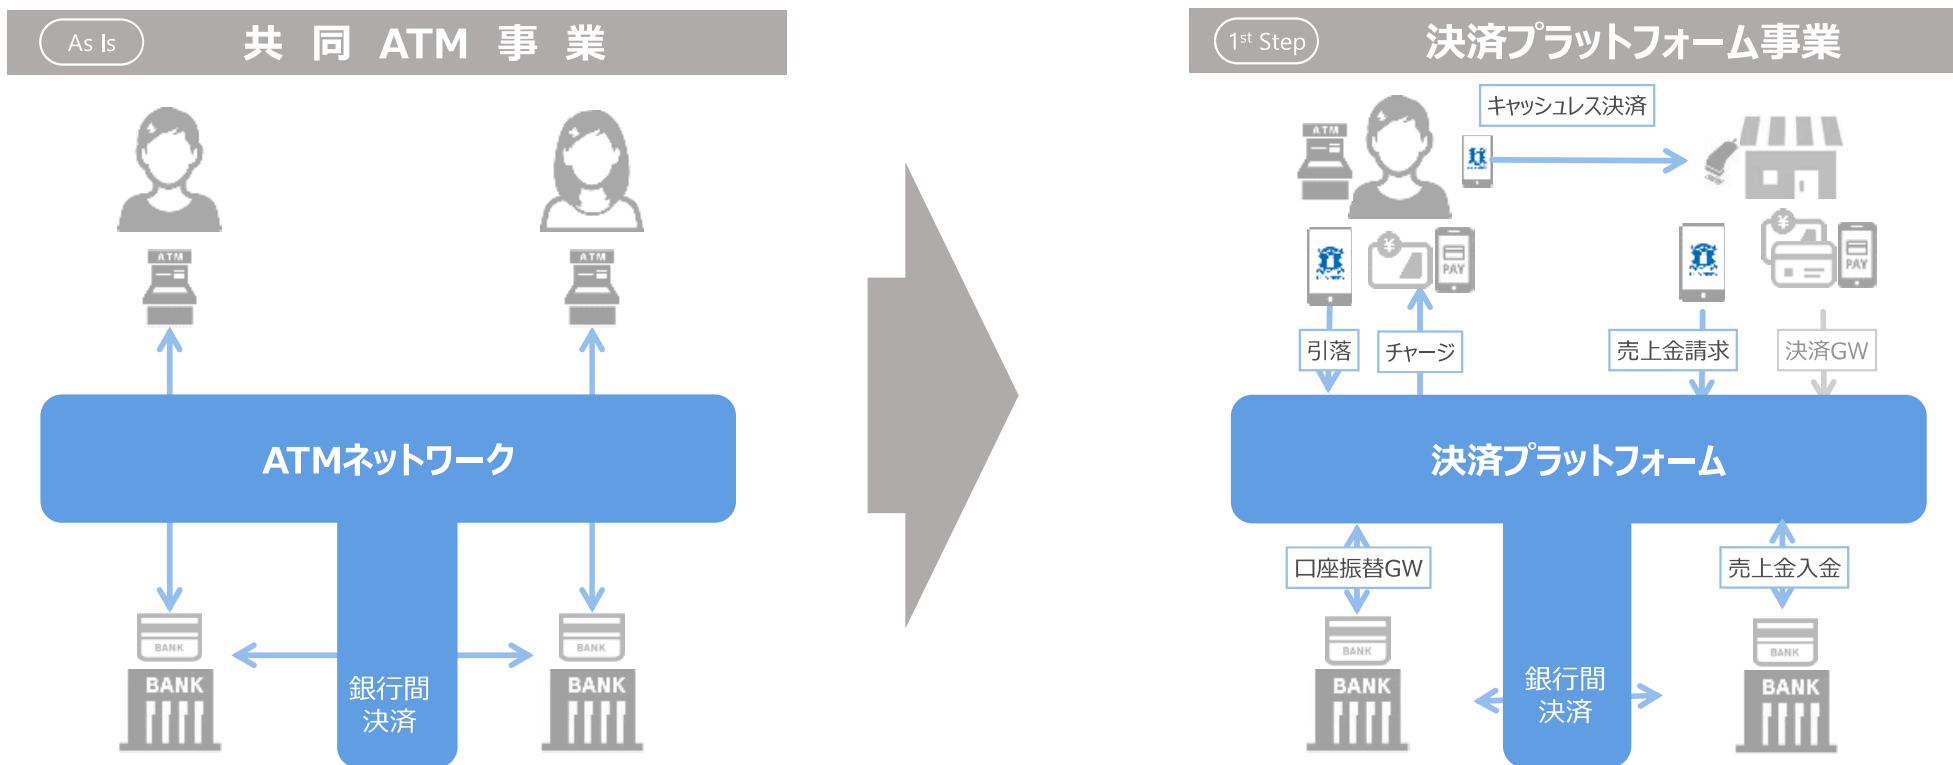 As Is
共同ATM事業
ATM
ATM
ATMネットワーク
BANK
BANK
BANK
BANK
銀行間
決済
1st Step
決済プラットフォーム事業
キャッシュレス決済
ATM
PAY
¥
¥
PAY
引落
チャージ
売上金請求
決済GW
決済プラットフォーム
口座振替GW
売上金入金
BANK
BANK
BANK
BANK
銀行間
決済